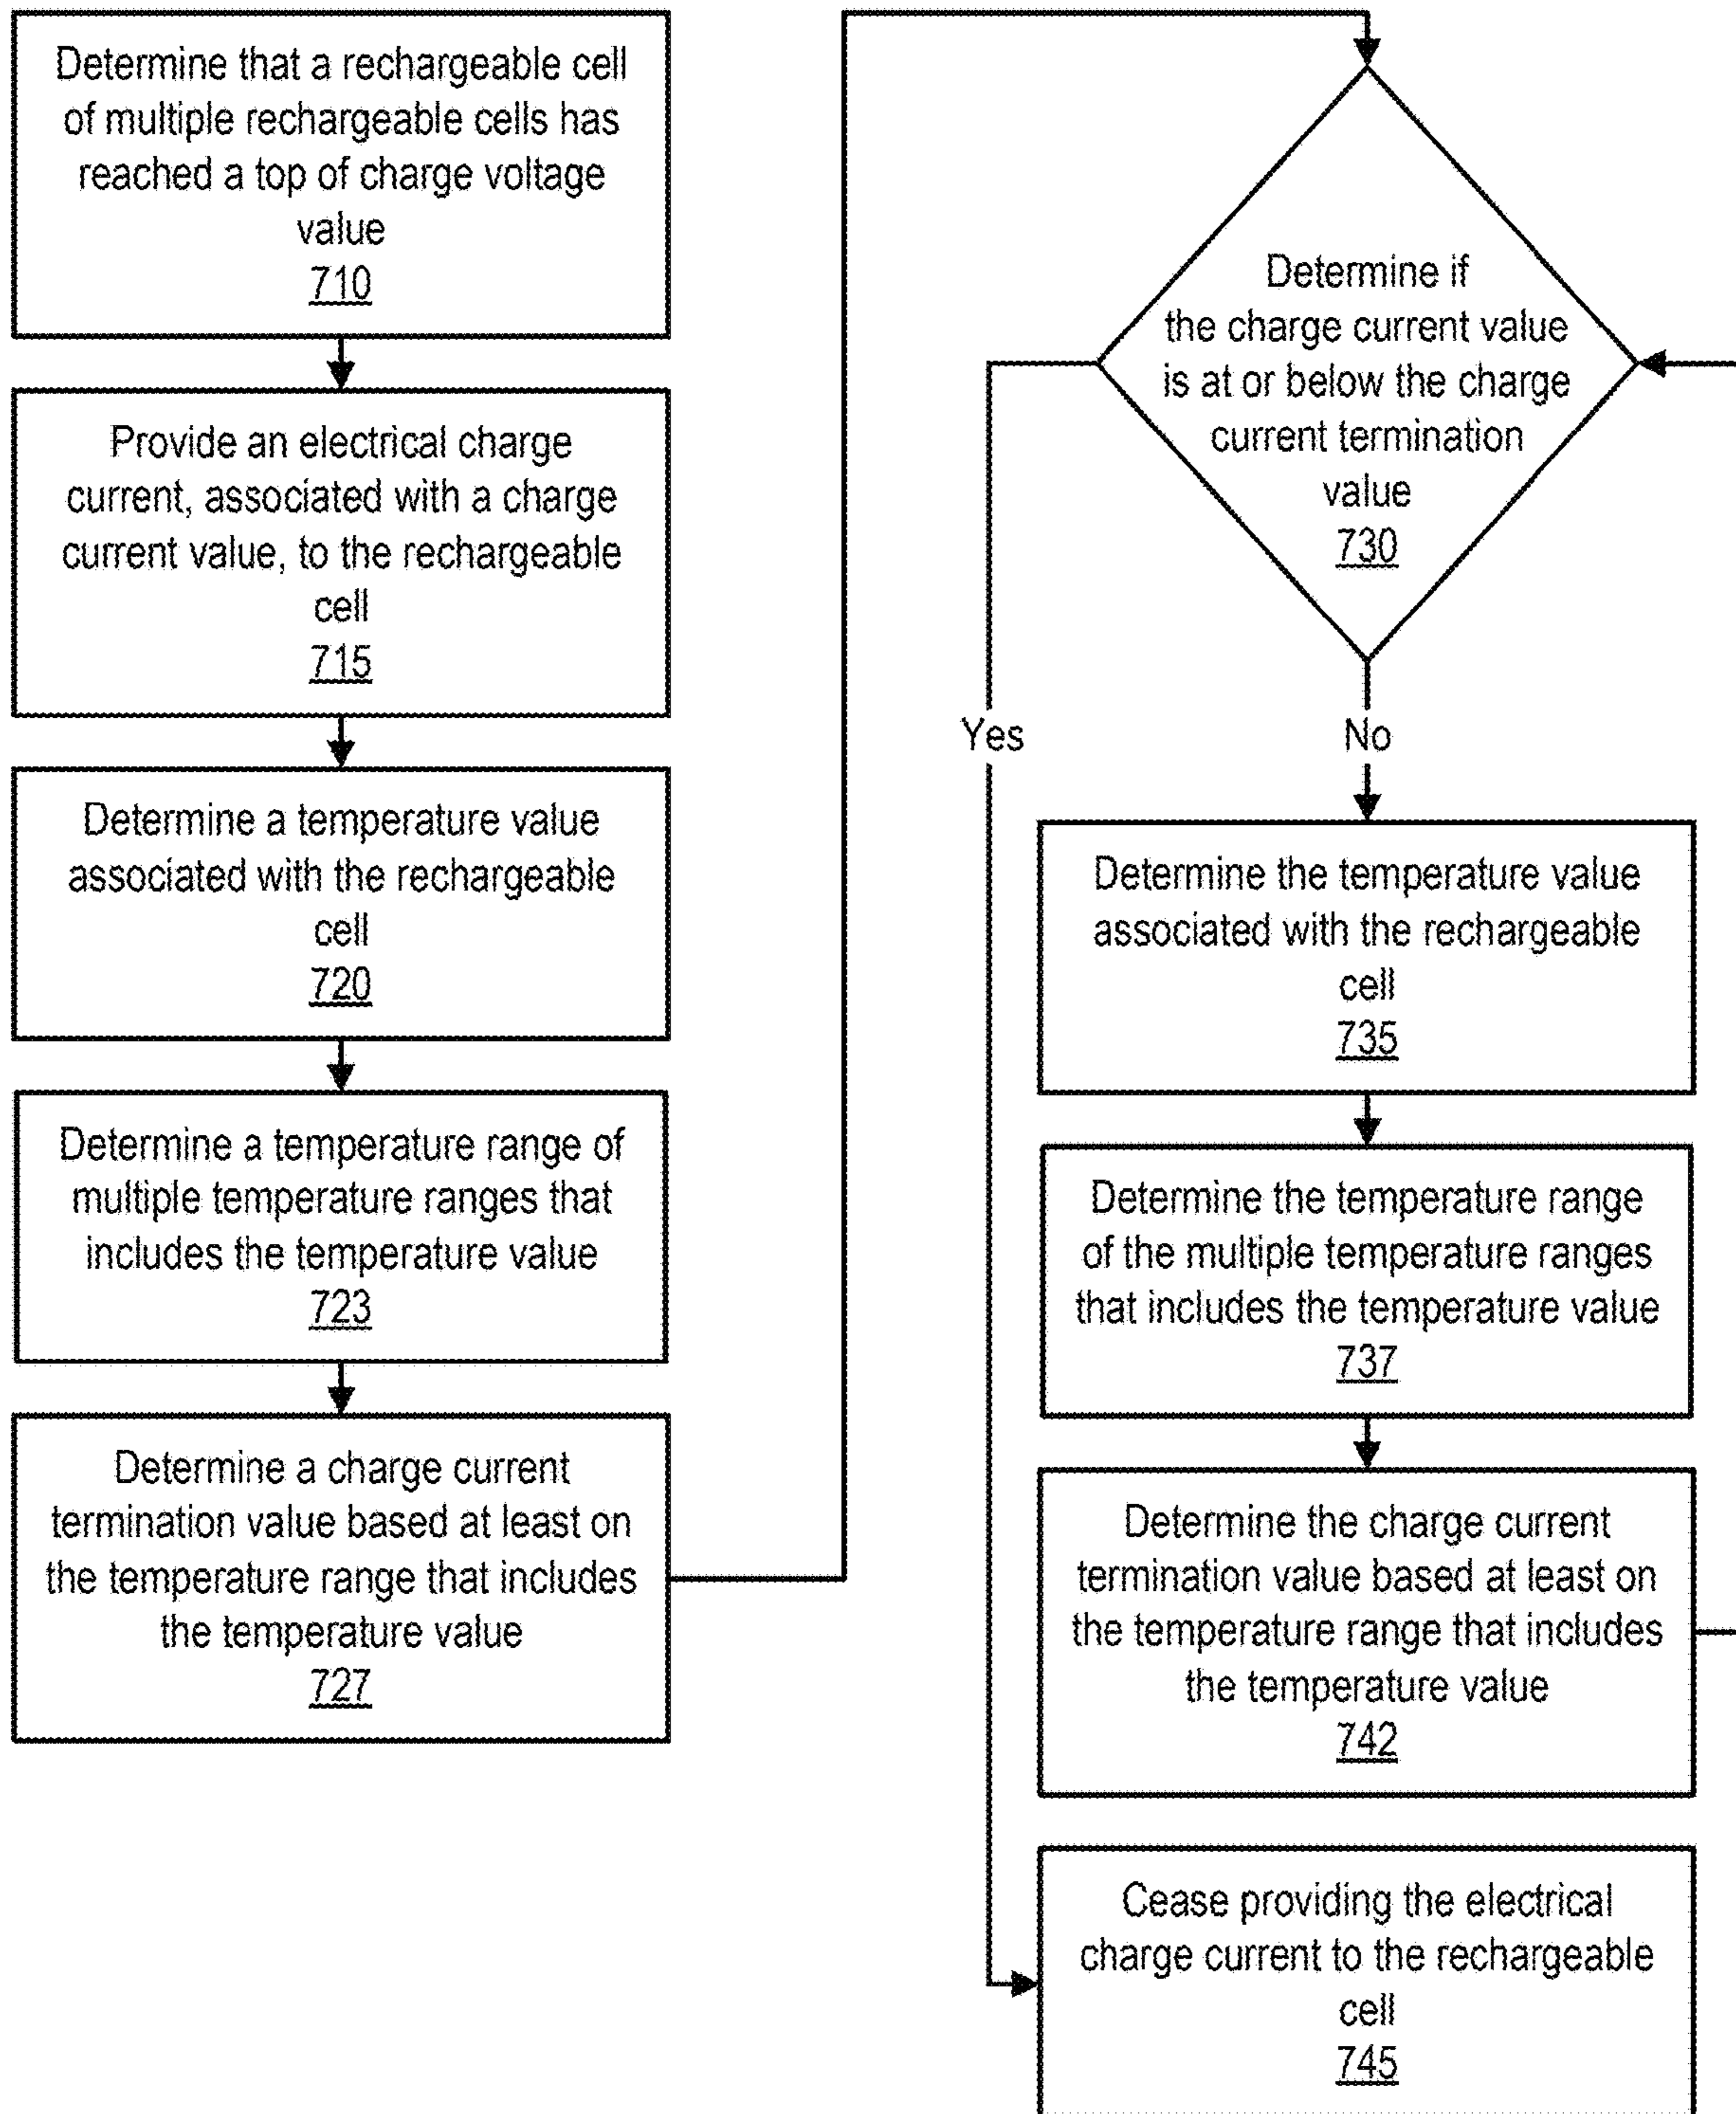 Determine that a rechargeable cell
of multiple rechargeable cells has
reached a top of charge voltage
value
710
Provide an electrical charge
current, associated with a charge
current value, to the rechargeable
cell
715
Determine a temperature value
associated with the rechargeable
cell
720
Determine a temperature range of
multiple temperature ranges that
includes the temperature value
723
Determine a charge current
termination value based at least on
the temperature range that includes
the temperature value
727
Determine if
the charge current value
is at or below the charge
current termination
value
730
Yes
No
Determine the temperature value
associated with the rechargeable
cell
735
Determine the temperature range
of the multiple temperature ranges
that includes the temperature value
737
Determine the charge current
termination value based at least on
the temperature range that includes
the temperature value
742
Cease providing the electrical
charge current to the rechargeable
cell
745